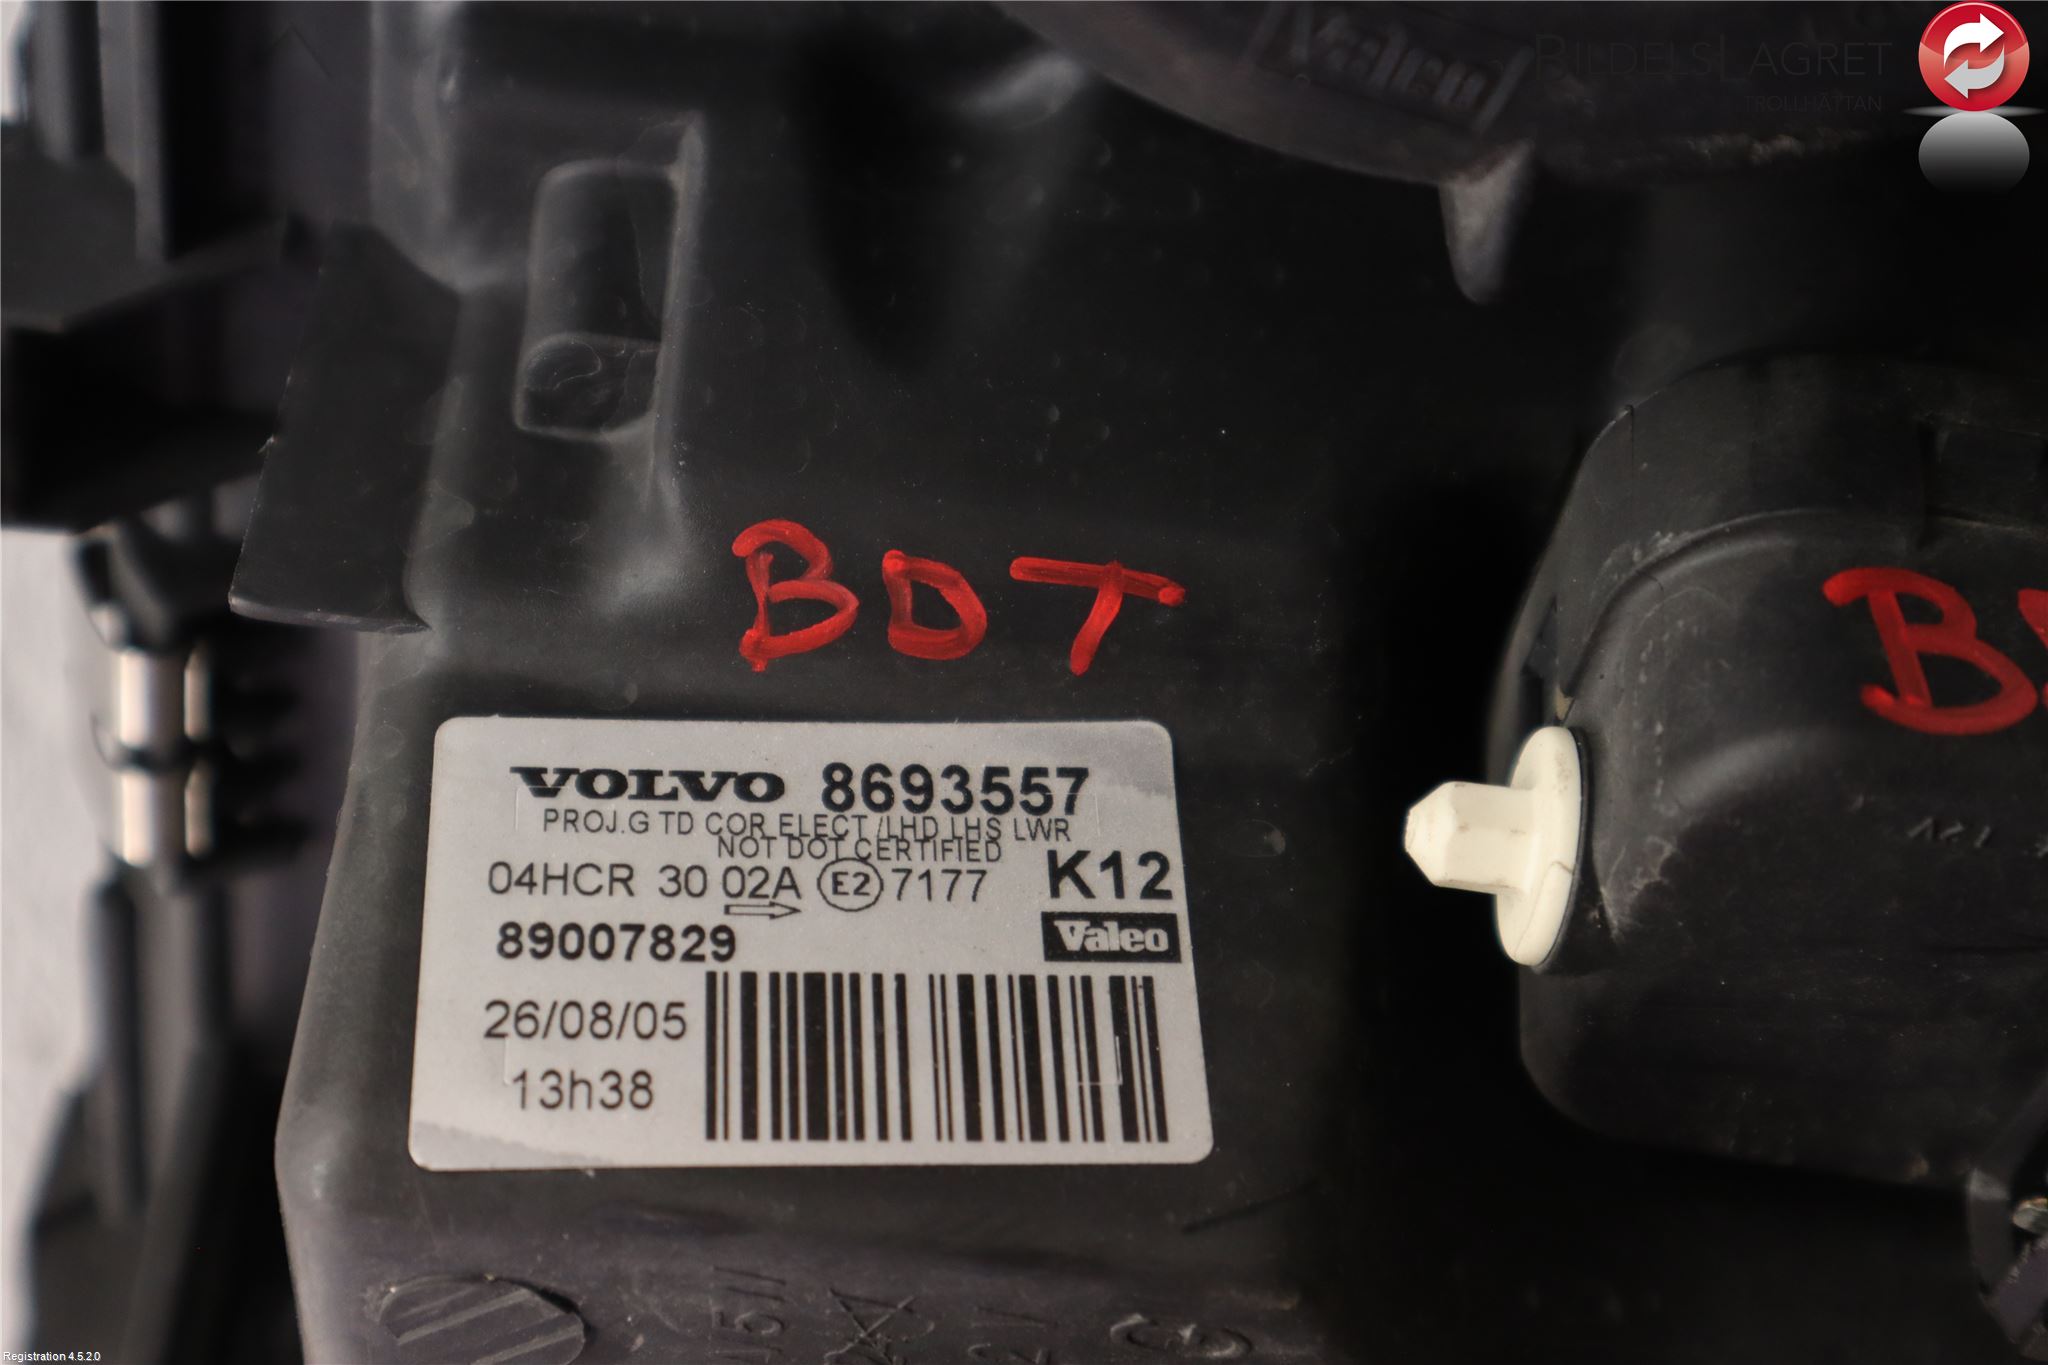 Valeo
BILDELSLAGRET
TROLLHÄTTAN
BDT
VOLVO 8693557
PROJ.G TD COR ELECT /LHD LHS LWR
NOT DOT CERTIFIED
04HCR 30 02A E2 7177 K12
89007829 Valeo
26/08/05
13h38
Registration 4.5.2.0